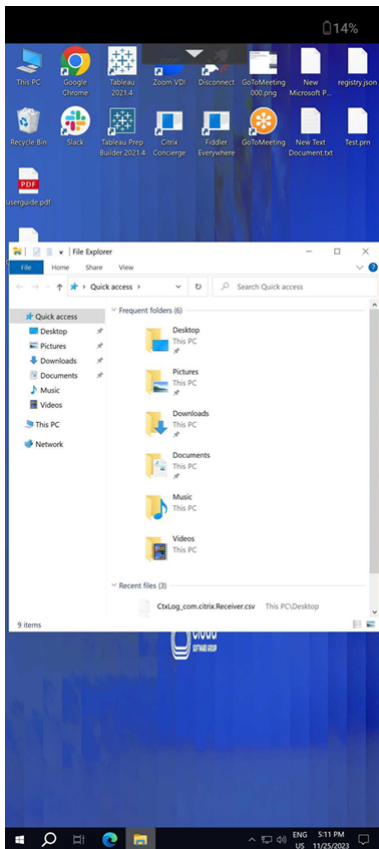 14%
This PC
Google
Chrome
Tableau
2021.4
Zoom VDI
Disconnect
GoToMeeting
000.png
New
Microsoft P...
registry.json
Recycle Bin
Slack
Tableau Prep
Builder 2021.4
Citrix
Concierge
Fiddler
Everywhere
GoToMeeting
New Text
Document.txt
Test.prn
PDF
userguide.pdf
File Explorer
File
Home
Share
View
Quick access
Search Quick access
Quick access
Desktop
Pictures
Downloads
Documents
Music
Videos
This PC
Network
Frequent folders (6)
Desktop
This PC
Pictures
This PC
Downloads
This PC
Documents
This PC
Music
This PC
Videos
This PC
Recent files (3)
CtxLog_com.citrix.Receiver.csv
This PC\Desktop
9 items
cloud
SOFTWARE GROUP
ENG
US
5:11 PM
11/25/2023